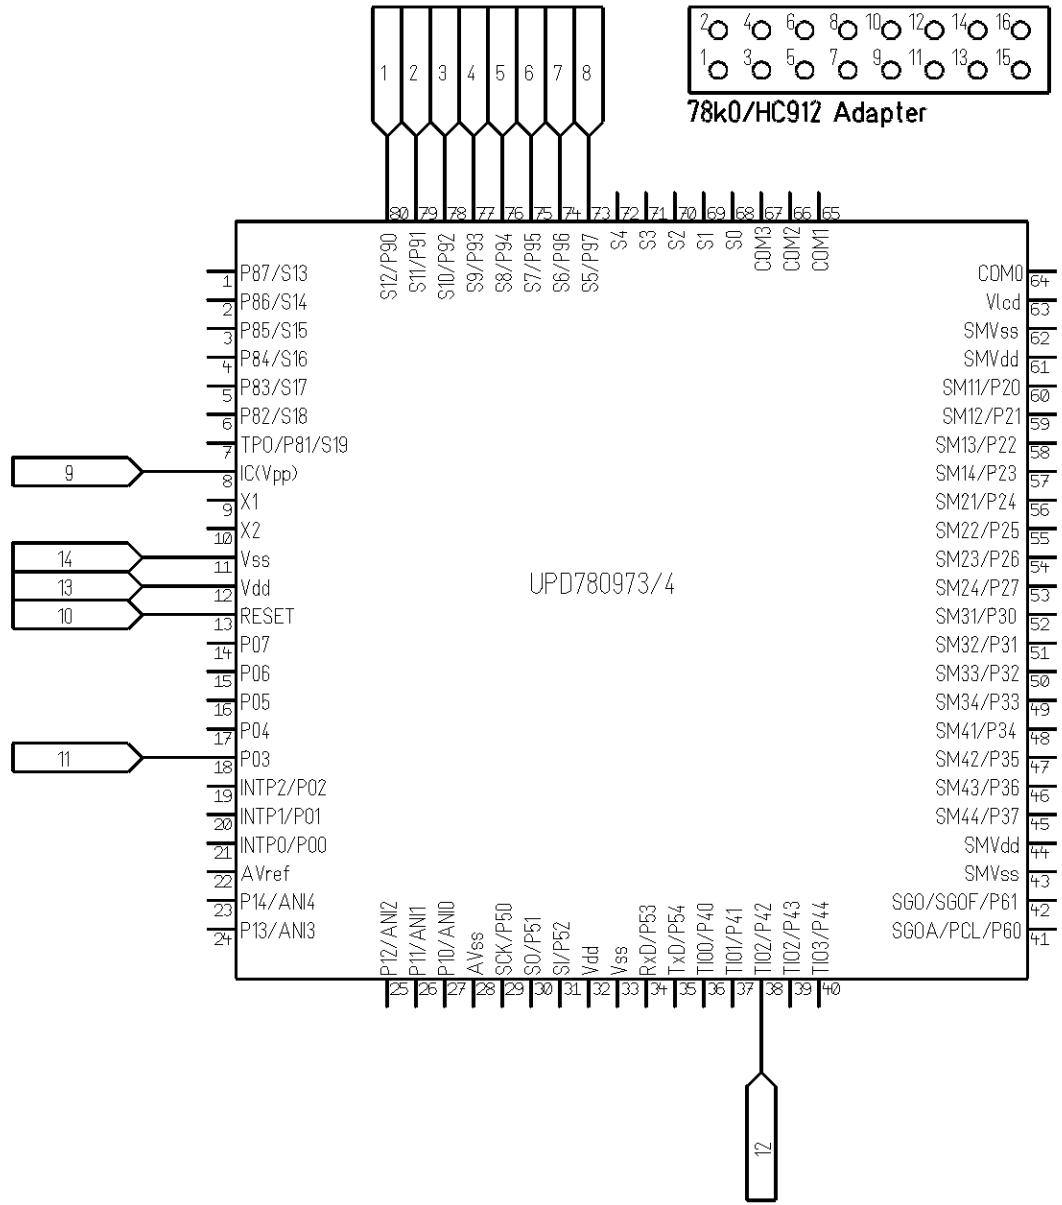 1 2 3 4 5 6 7 8
2 4 6 8 10 12 14 16
1 3 5 7 9 11 13 15
78k0/HC912 Adapter
80 79 78 77 76 75 74 73 72 71 70 69 68 67 66 65
S12/P90
S11/P91
S10/P92
S9/P93
S8/P94
S7/P95
S6/P96
S5/P97
S4
S3
S2
S1
S0
COM3
COM2
COM1
1 P87/S13
2 P86/S14
3 P85/S15
4 P84/S16
5 P83/S17
6 P82/S18
7 TPO/P81/S19
9
8 IC(Vpp)
9 X1
10 X2
14
11 Vss
13
12 Vdd
10
13 RESET
14 P07
15 P06
16 P05
17 P04
11
18 P03
19 INTP2/P02
20 INTP1/P01
21 INTP0/P00
22 AVref
23 P14/ANI4
24 P13/ANI3
UPD780973/4
COM0 64
Vlcd 63
SMVss 62
SMVdd 61
SM11/P20 60
SM12/P21 59
SM13/P22 58
SM14/P23 57
SM21/P24 56
SM22/P25 55
SM23/P26 54
SM24/P27 53
SM31/P30 52
SM32/P31 51
SM33/P32 50
SM34/P33 49
SM41/P34 48
SM42/P35 47
SM43/P36 46
SM44/P37 45
SMVdd 44
SMVss 43
SGO/SGOF/P61 42
SGOA/PCL/P60 41
P12/ANI2
P11/ANI1
P10/ANI0
AVss
SCK/P50
SO/P51
SI/P52
Vdd
Vss
RxD/P53
TxD/P54
TIO0/P40
TIO1/P41
TIO2/P42
TIO2/P43
TIO3/P44
25 26 27 28 29 30 31 32 33 34 35 36 37 38 39 40
12